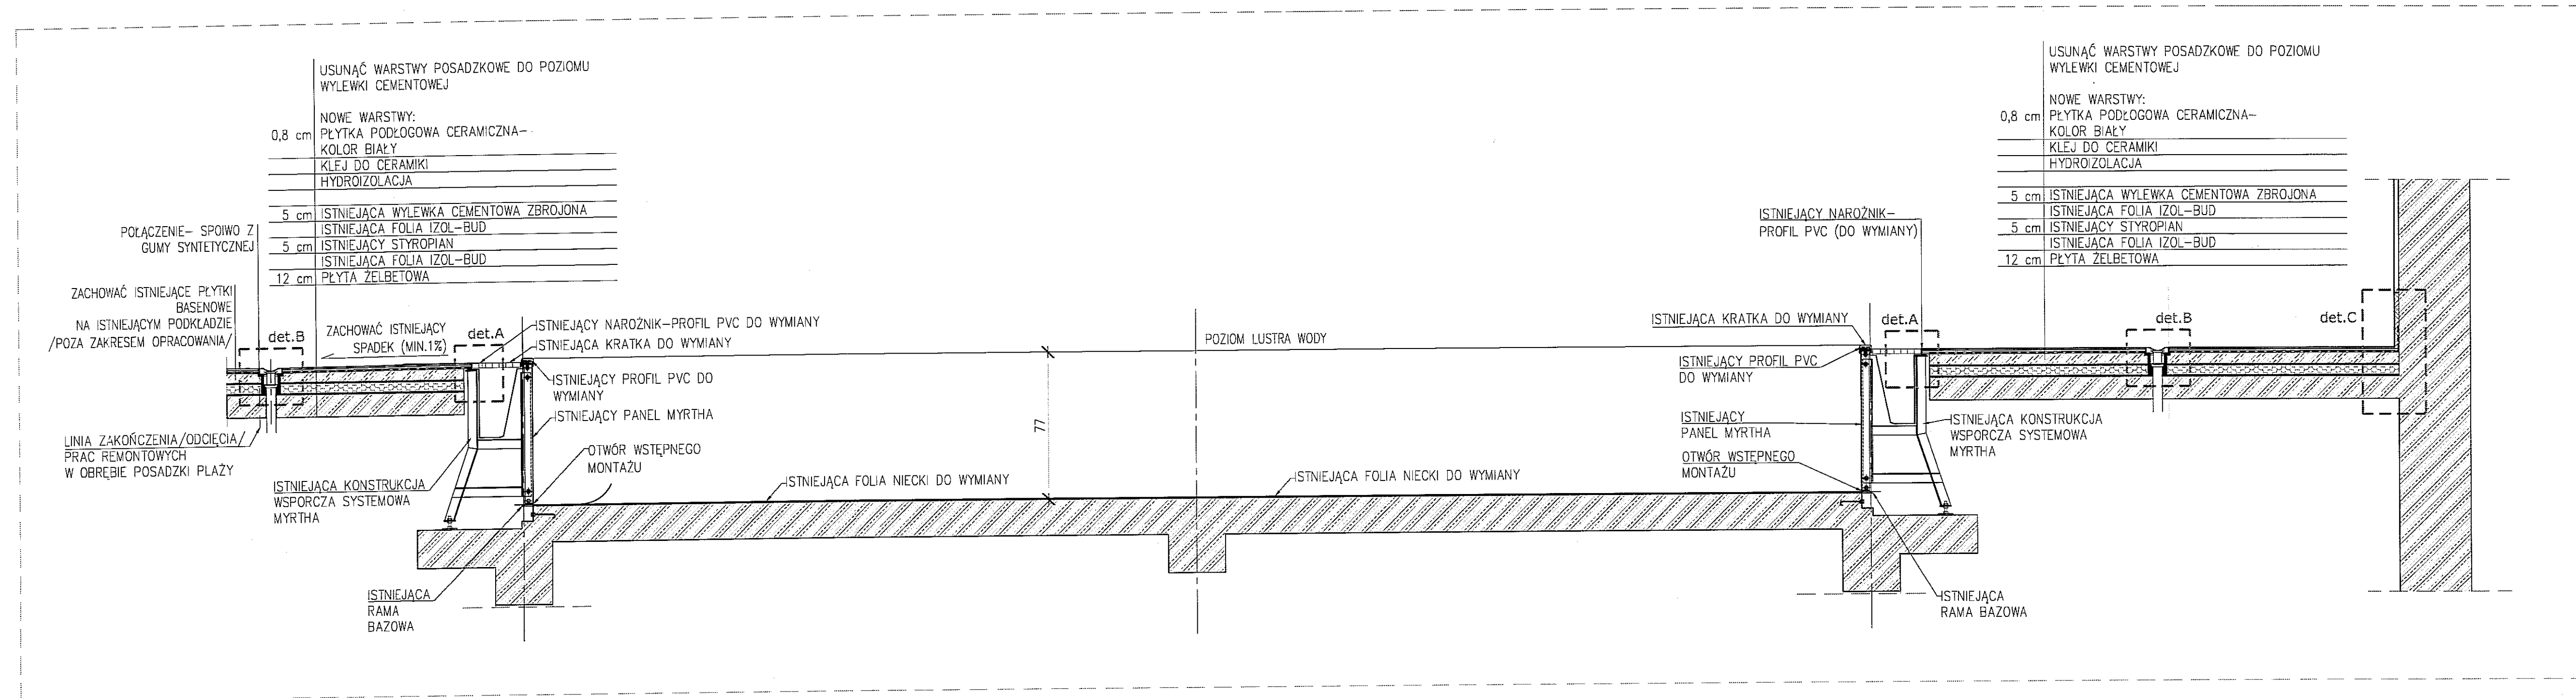 USUNĄĆ WARSTWY POSADZKOWE DO POZIOMU
WYLEWKI CEMENTOWEJ
NOWE WARSTWY:
0,8 cm PŁYTKA PODŁOGOWA CERAMICZNA–
KOLOR BIAŁY
KLEJ DO CERAMIKI
HYDROIZOLACJA
5 cm ISTNIEJĄCA WYLEWKA CEMENTOWA ZBROJONA
ISTNIEJĄCA FOLIA IZOL–BUD
5 cm ISTNIEJĄCY STYROPIAN
ISTNIEJĄCA FOLIA IZOL–BUD
12 cm PŁYTA ŻELBETOWA
POŁĄCZENIE– SPOIWO Z
GUMY SYNTETYCZNEJ
ZACHOWAĆ ISTNIEJĄCE PŁYTKI
BASENOWE
NA ISTNIEJĄCYM PODKŁADZIE
/POZA ZAKRESEM OPRACOWANIA/
det.B
ZACHOWAĆ ISTNIEJĄCY
SPADEK (MIN.1%)
det.A
ISTNIEJĄCY NAROŻNIK–PROFIL PVC DO WYMIANY
ISTNIEJĄCA KRATKA DO WYMIANY
ISTNIEJĄCY PROFIL PVC DO
WYMIANY
ISTNIEJĄCY PANEL MYRTHA
OTWÓR WSTĘPNEGO
MONTAŻU
LINIA ZAKOŃCZENIA/ODCIĘCIA/
PRAC REMONTOWYCH
W OBRĘBIE POSADZKI PLAŻY
ISTNIEJĄCA KONSTRUKCJA
WSPORCZA SYSTEMOWA
MYRTHA
ISTNIEJĄCA
RAMA
BAZOWA
ISTNIEJĄCA FOLIA NIECKI DO WYMIANY
77
POZIOM LUSTRA WODY
ISTNIEJĄCA FOLIA NIECKI DO WYMIANY
USUNĄĆ WARSTWY POSADZKOWE DO POZIOMU
WYLEWKI CEMENTOWEJ
NOWE WARSTWY:
0,8 cm PŁYTKA PODŁOGOWA CERAMICZNA–
KOLOR BIAŁY
KLEJ DO CERAMIKI
HYDROIZOLACJA
5 cm ISTNIEJĄCA WYLEWKA CEMENTOWA ZBROJONA
ISTNIEJĄCA FOLIA IZOL–BUD
5 cm ISTNIEJĄCY STYROPIAN
ISTNIEJĄCA FOLIA IZOL–BUD
12 cm PŁYTA ŻELBETOWA
ISTNIEJĄCY NAROŻNIK–
PROFIL PVC (DO WYMIANY)
ISTNIEJĄCA KRATKA DO WYMIANY
det.A
det.B
det.C
ISTNIEJĄCY PROFIL PVC
DO WYMIANY
ISTNIEJĄCY
PANEL MYRTHA
OTWÓR WSTĘPNEGO
MONTAŻU
ISTNIEJĄCA KONSTRUKCJA
WSPORCZA SYSTEMOWA
MYRTHA
ISTNIEJĄCA
RAMA BAZOWA